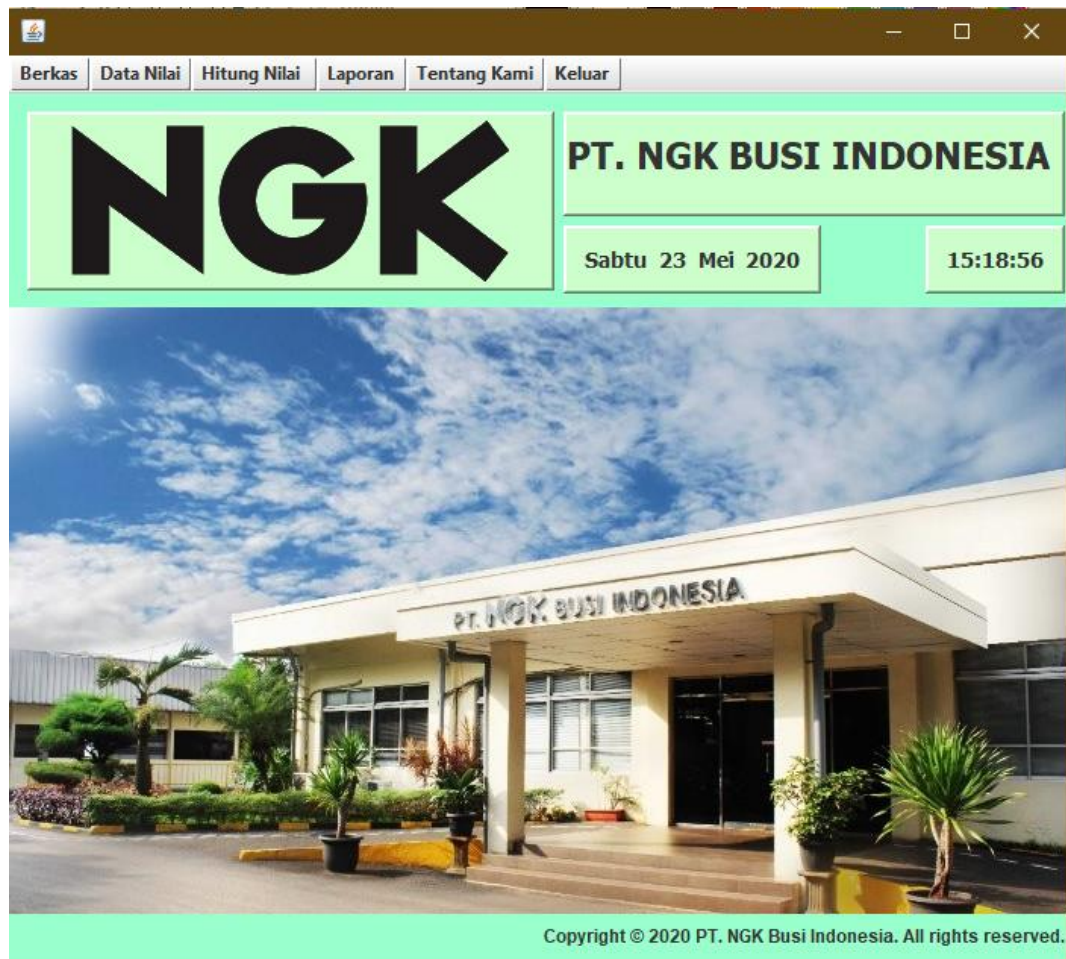 Berkas Data Nilai Hitung Nilai Laporan Tentang Kami Keluar
NGK
PT. NGK BUSI INDONESIA
Sabtu 23 Mei 2020
15:18:56
PT. NGK BUSI INDONESIA
Copyright © 2020 PT. NGK Busi Indonesia. All rights reserved.